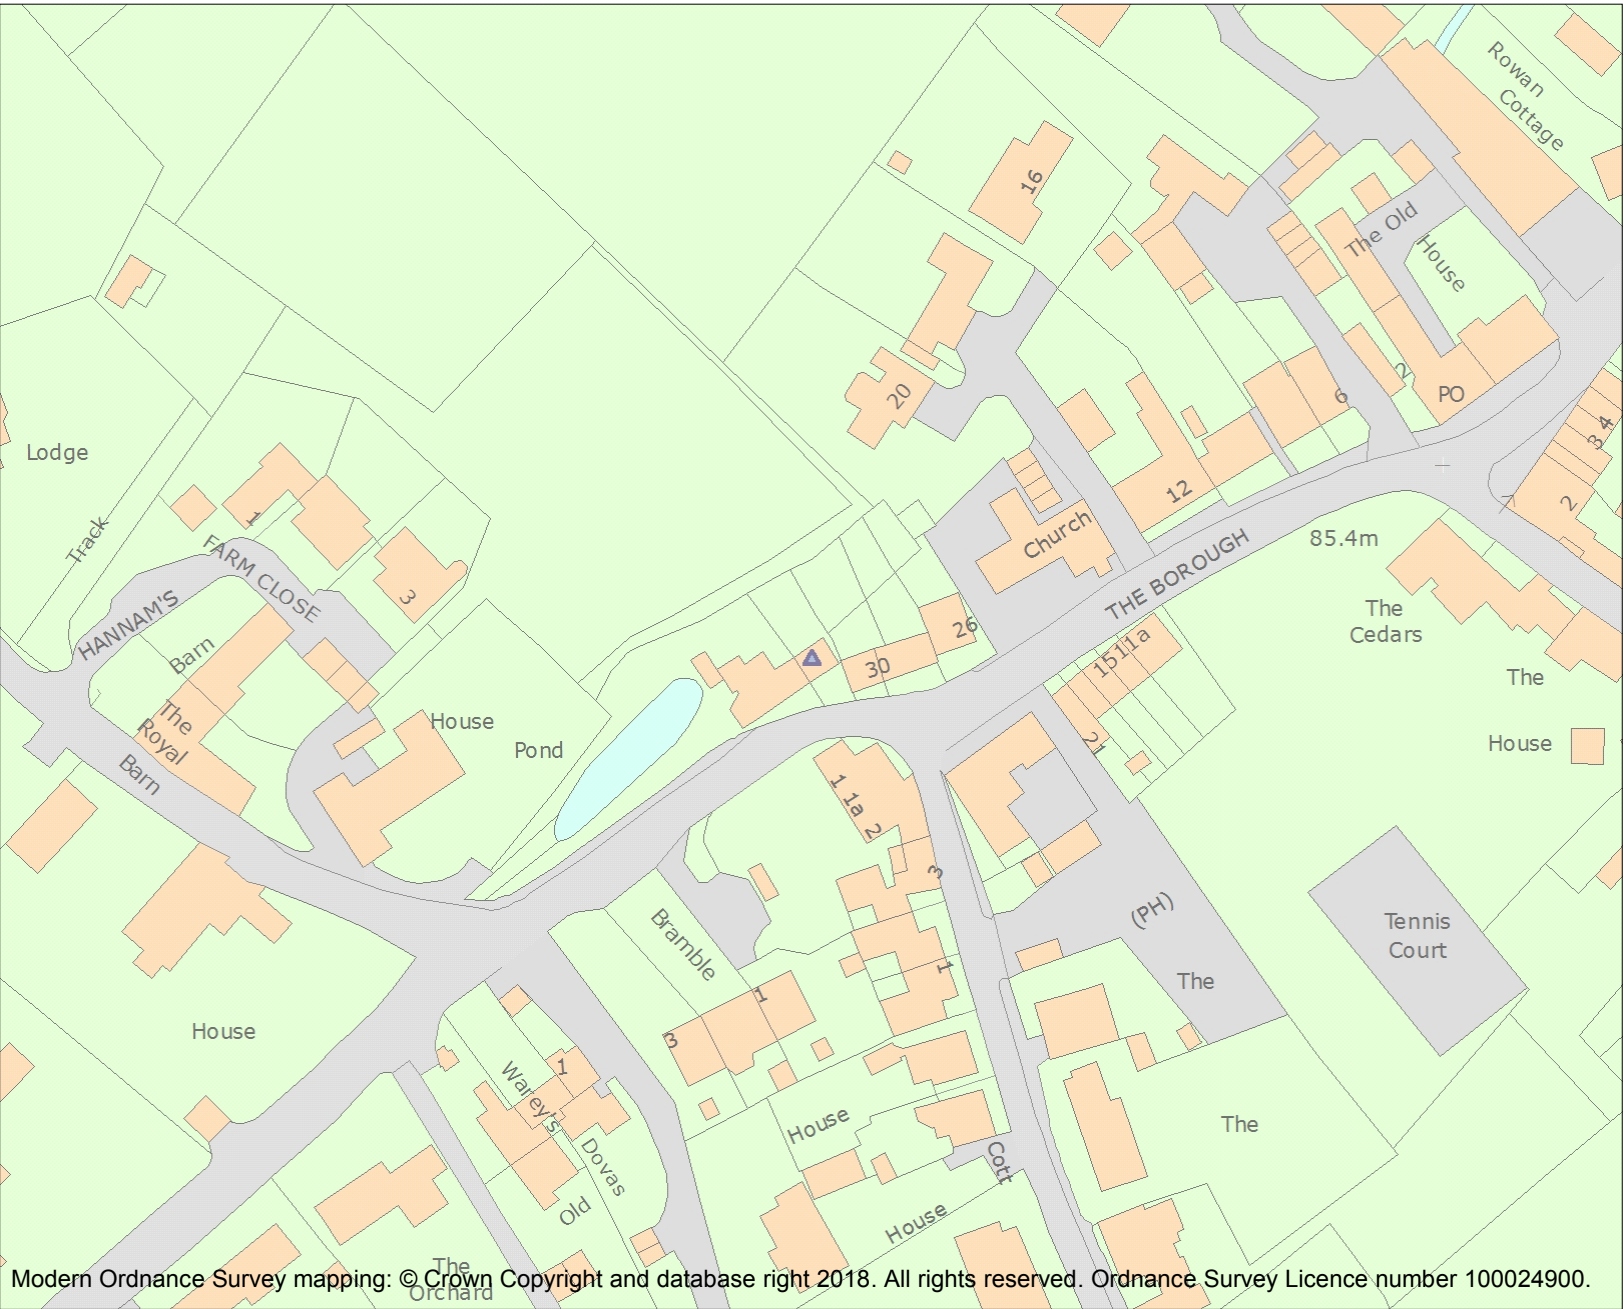 Rowan
Cottage
16
The Old
House
20
2
6
PO
Lodge
3 4
12
2
7
1
Track
Church
FARM CLOSE
85.4m
3
THE BOROUGH
HANNAM'S
The
Cedars
26
1511a
Barn
30
The
The
Royal
House
Pond
21
House
Barn
1
1a
2
3
(PH)
Tennis
Court
Bramble
1
The
1
House
3
1
Warey's
House
The
Dovas
Cott
Old
House
The
Orchard
Modern Ordnance Survey mapping: © Crown Copyright and database right 2018. All rights reserved. Ordnance Survey Licence number 100024900.